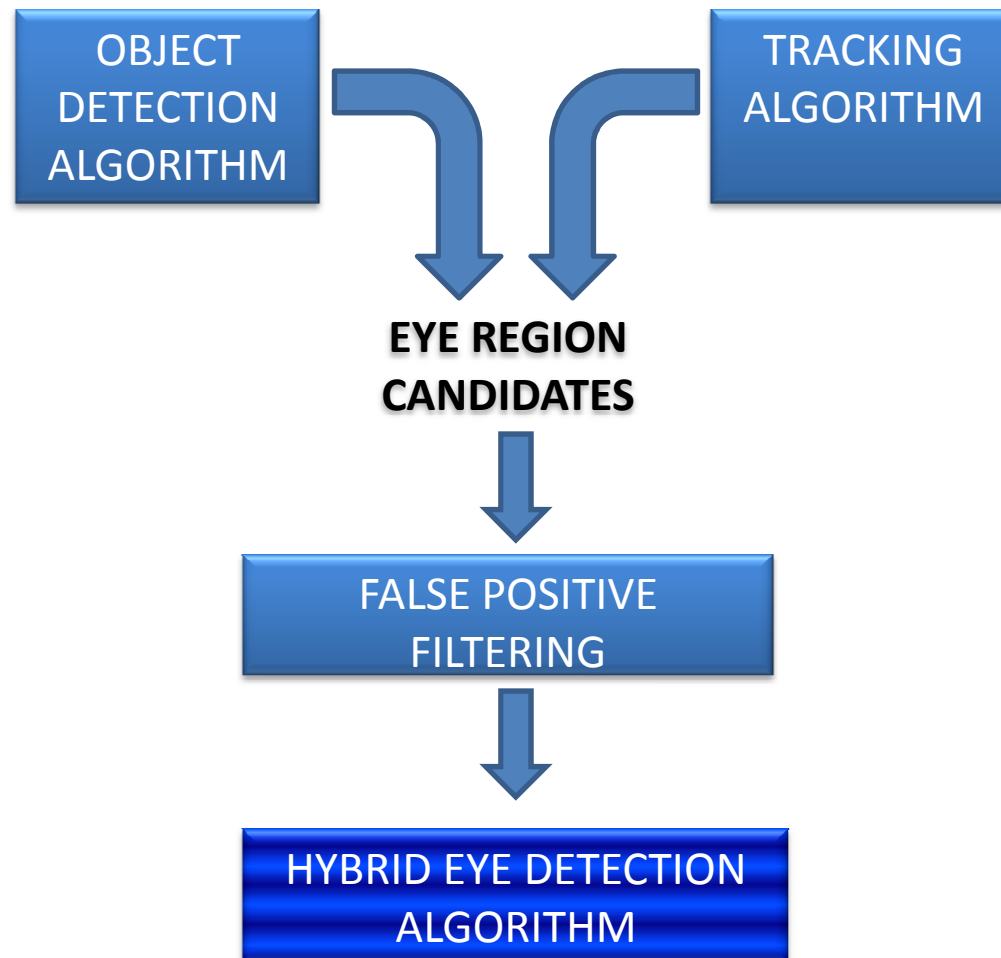 OBJECT
DETECTION
ALGORITHM
TRACKING
ALGORITHM
EYE REGION
CANDIDATES
FALSE POSITIVE
FILTERING
HYBRID EYE DETECTION
ALGORITHM